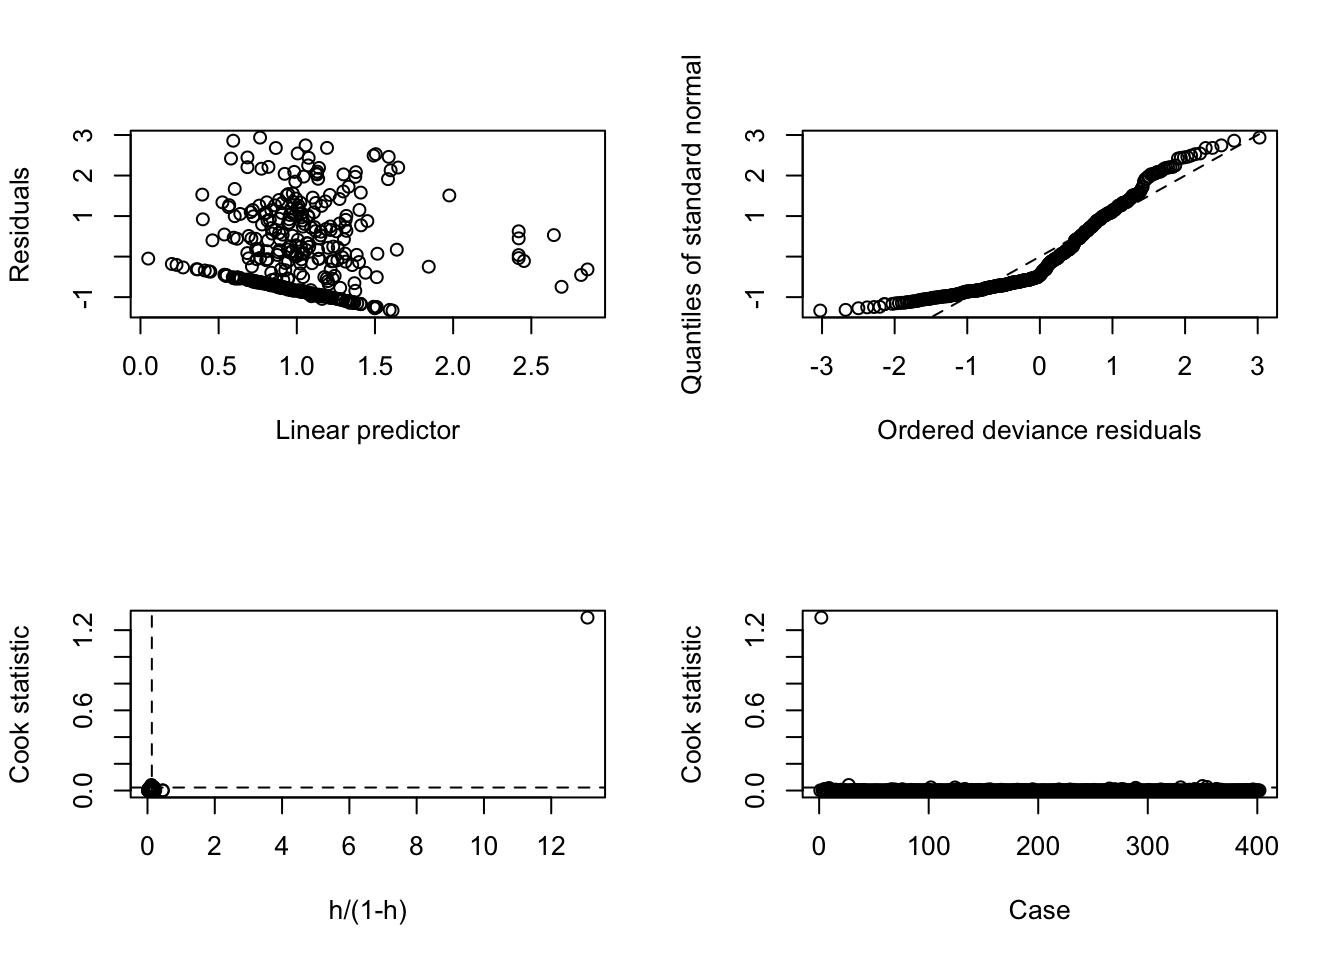 Residuals
3
2
1
-1
0.0 0.5 1.0 1.5 2.0 2.5
Linear predictor
Quantiles of standard normal
3
2
1
-1
-3 -2 -1 0 1 2 3
Ordered deviance residuals
Cook statistic
1.2
0.6
0.0
0 2 4 6 8 10 12
h/(1-h)
Cook statistic
1.2
0.6
0.0
0 100 200 300 400
Case